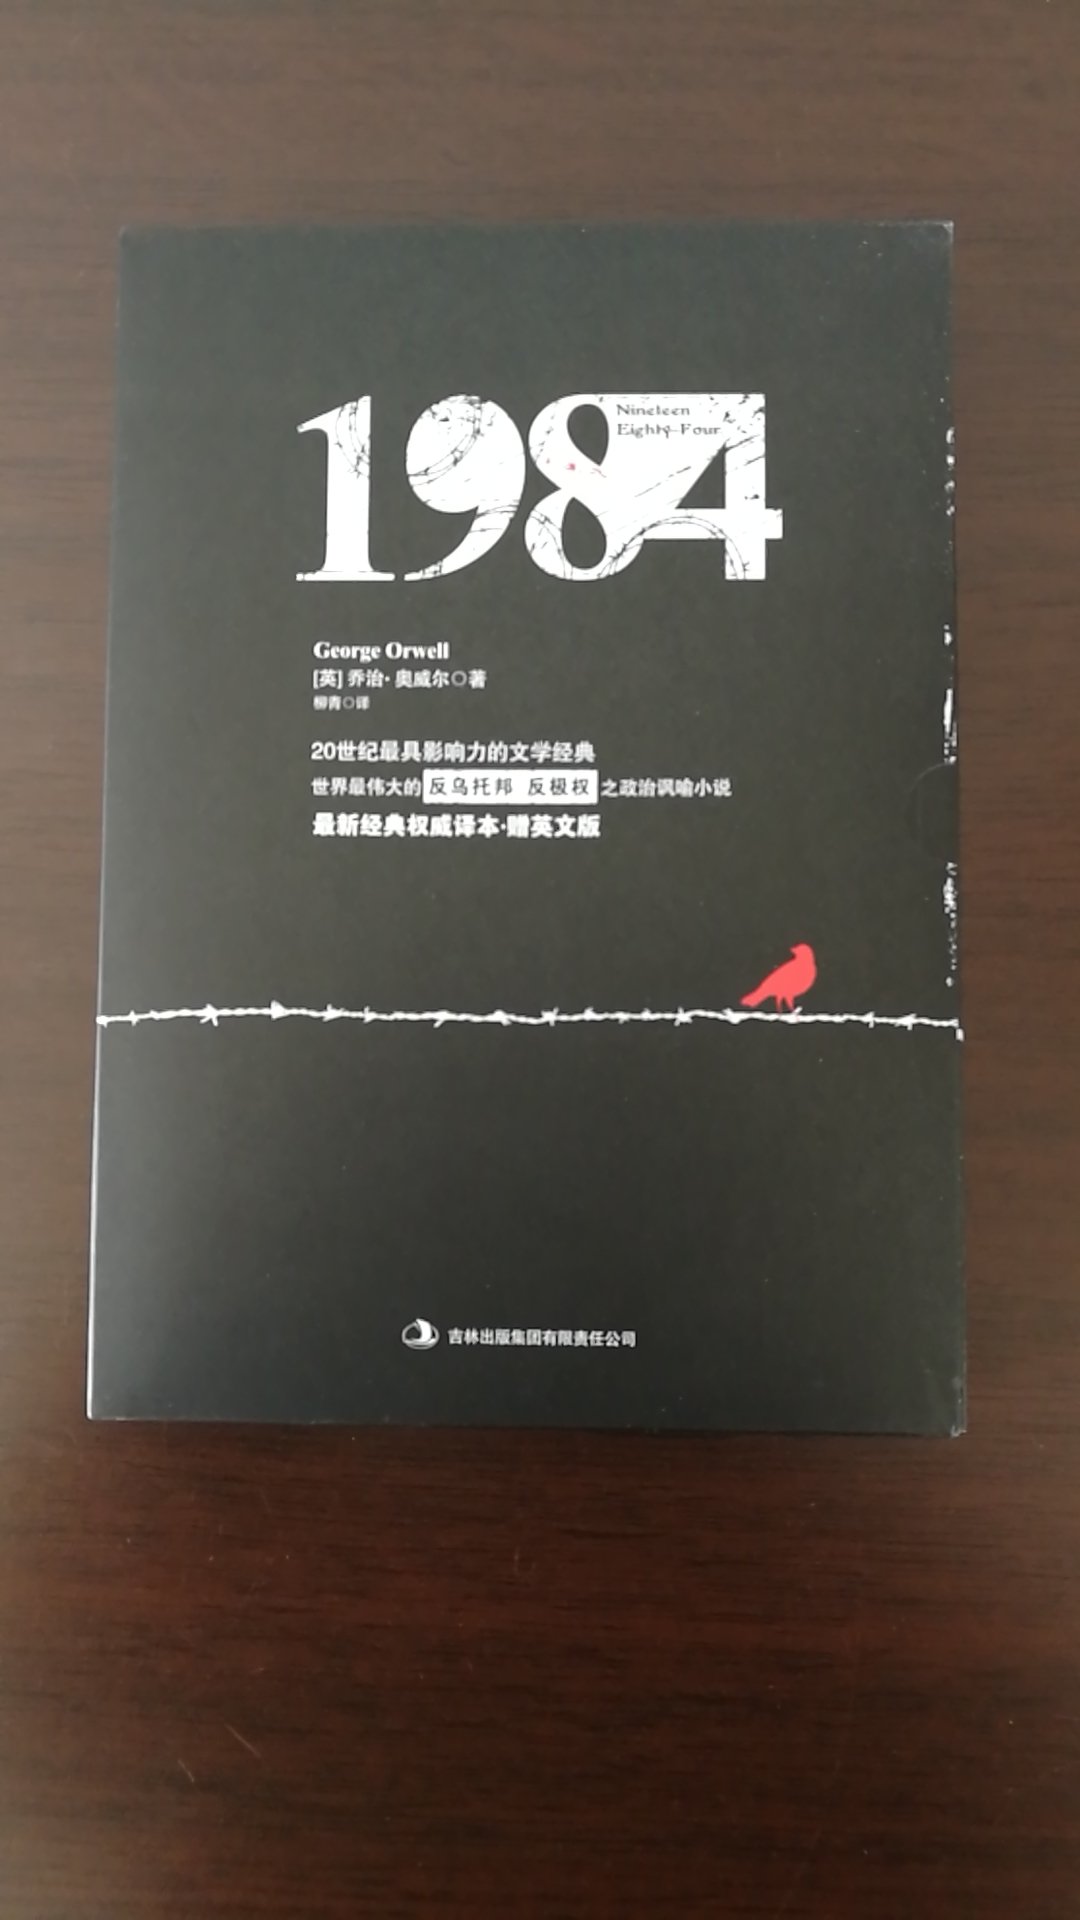 1984
Nineteen
Eighty-Four
George Orwell
[英] 乔治·奥威尔◎著
柳青◎译
20世纪最具影响力的文学经典
世界最伟大的 反乌托邦 反极权 之政治讽喻小说
最新经典权威译本·赠英文版
吉林出版集团有限责任公司